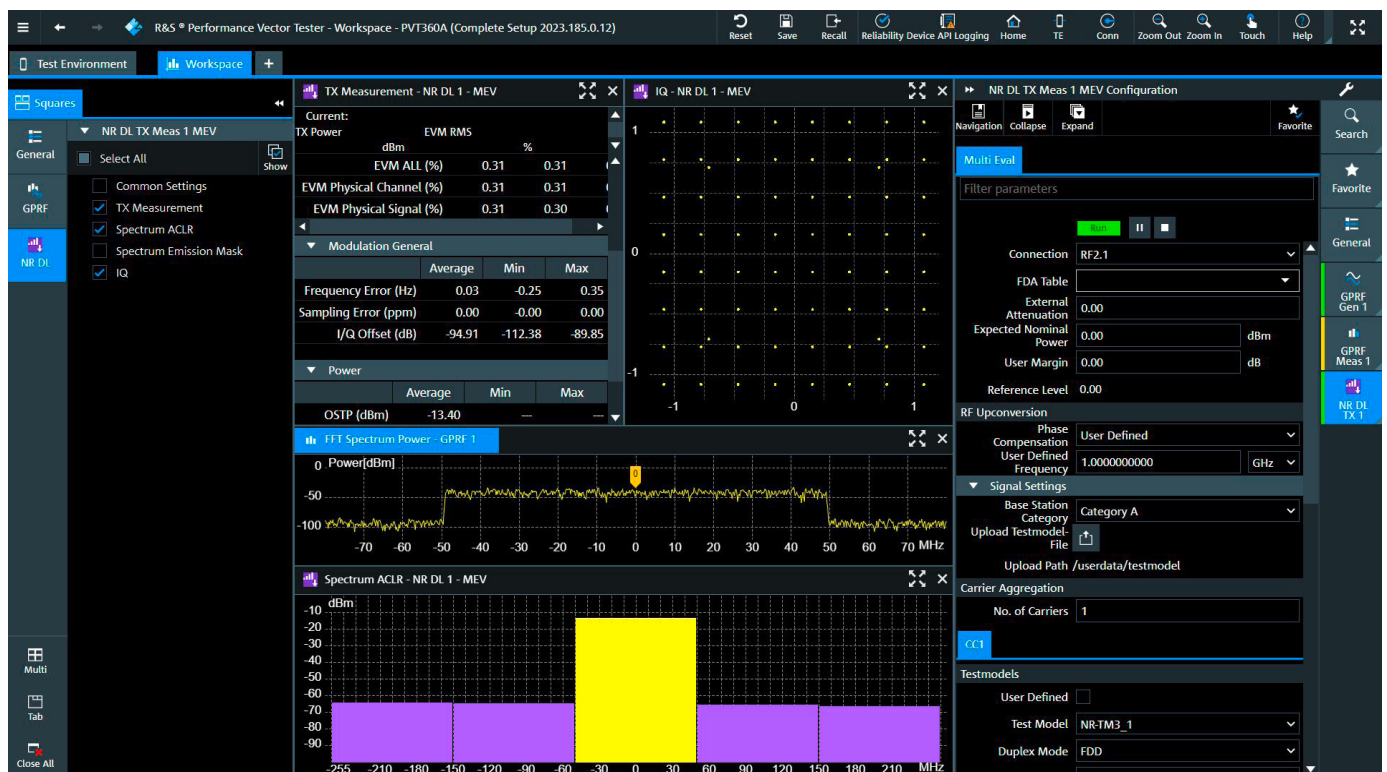 R&S ® Performance Vector Tester - Workspace - PVT360A (Complete Setup 2023.185.0.12)
Reset Save Recall Reliability Device API Logging Home TE Conn Zoom Out Zoom In Touch Help
Test Environment Workspace +
Squares
General
GPRF
NR DL
Multi
Tab
Close All
NR DL TX Meas 1 MEV
Select All Show
Common Settings
TX Measurement
Spectrum ACLR
Spectrum Emission Mask
IQ
TX Measurement - NR DL 1 - MEV
Current:
TX Power EVM RMS
dBm %
EVM ALL (%) 0.31 0.31
EVM Physical Channel (%) 0.31 0.31
EVM Physical Signal (%) 0.31 0.30
Modulation General
Average Min Max
Frequency Error (Hz) 0.03 -0.25 0.35
Sampling Error (ppm) 0.00 -0.00 0.00
I/Q Offset (dB) -94.91 -112.38 -89.85
Power
Average Min Max
OSTP (dBm) -13.40 --- ---
IQ - NR DL 1 - MEV
1
0
-1
-1 0 1
FFT Spectrum Power - GPRF 1
0 Power[dBm]
0
-50
-100
-70 -60 -50 -40 -30 -20 -10 0 10 20 30 40 50 60 70 MHz
Spectrum ACLR - NR DL 1 - MEV
dBm
-10
-20
-30
-40
-50
-60
-70
-80
-90
-255 -210 -180 -150 -120 -90 -60 -30 0 30 60 90 120 150 180 210 MHz
NR DL TX Meas 1 MEV Configuration
Navigation Collapse Expand Favorite
Multi Eval
Filter parameters
Run
Connection RF2.1
FDA Table
External
Attenuation 0.00
Expected Nominal
Power 0.00 dBm
User Margin 0.00 dB
Reference Level 0.00
RF Upconversion
Phase
Compensation User Defined
User Defined
Frequency 1.0000000000 GHz
Signal Settings
Base Station
Category Category A
Upload Testmodel-
File
Upload Path /userdata/testmodel
Carrier Aggregation
No. of Carriers 1
CC1
Testmodels
User Defined
Test Model NR-TM3_1
Duplex Mode FDD
Search
Favorite
General
GPRF
Gen 1
GPRF
Meas 1
NR DL
TX 1